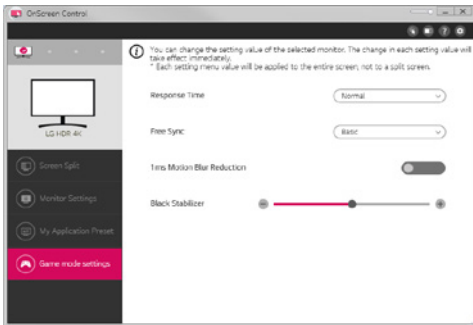 OnScreen Control
You can change the setting value of the selected monitor. The change in each setting value will
take effect immediately.
* Each setting menu value will be applied to the entire screen; not to a split screen.
Response Time
Normal
LG HDR 4K
Free Sync
Basic
Screen Split
1ms Motion Blur Reduction
Monitor Settings
Black Stabilizer
My Application Preset
Game mode settings